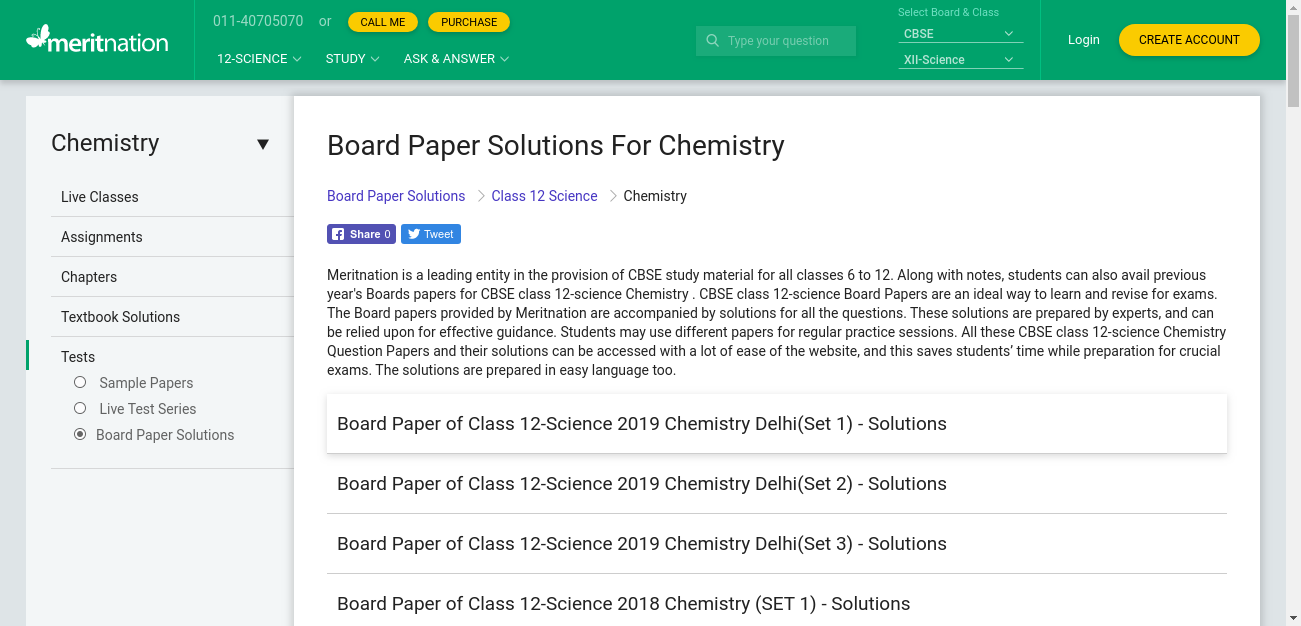 meritnation
011-40705070 or CALL ME PURCHASE
12-SCIENCE STUDY ASK & ANSWER
Type your question
Select Board & Class
CBSE
XII-Science
Login
CREATE ACCOUNT
Chemistry
Live Classes
Assignments
Chapters
Textbook Solutions
Tests
Sample Papers
Live Test Series
Board Paper Solutions
Board Paper Solutions For Chemistry
Board Paper Solutions Class 12 Science Chemistry
Share 0 Tweet
Meritnation is a leading entity in the provision of CBSE study material for all classes 6 to 12. Along with notes, students can also avail previous
year's Boards papers for CBSE class 12-science Chemistry . CBSE class 12-science Board Papers are an ideal way to learn and revise for exams.
The Board papers provided by Meritnation are accompanied by solutions for all the questions. These solutions are prepared by experts, and can
be relied upon for effective guidance. Students may use different papers for regular practice sessions. All these CBSE class 12-science Chemistry
Question Papers and their solutions can be accessed with a lot of ease of the website, and this saves students’ time while preparation for crucial
exams. The solutions are prepared in easy language too.
Board Paper of Class 12-Science 2019 Chemistry Delhi(Set 1) - Solutions
Board Paper of Class 12-Science 2019 Chemistry Delhi(Set 2) - Solutions
Board Paper of Class 12-Science 2019 Chemistry Delhi(Set 3) - Solutions
Board Paper of Class 12-Science 2018 Chemistry (SET 1) - Solutions